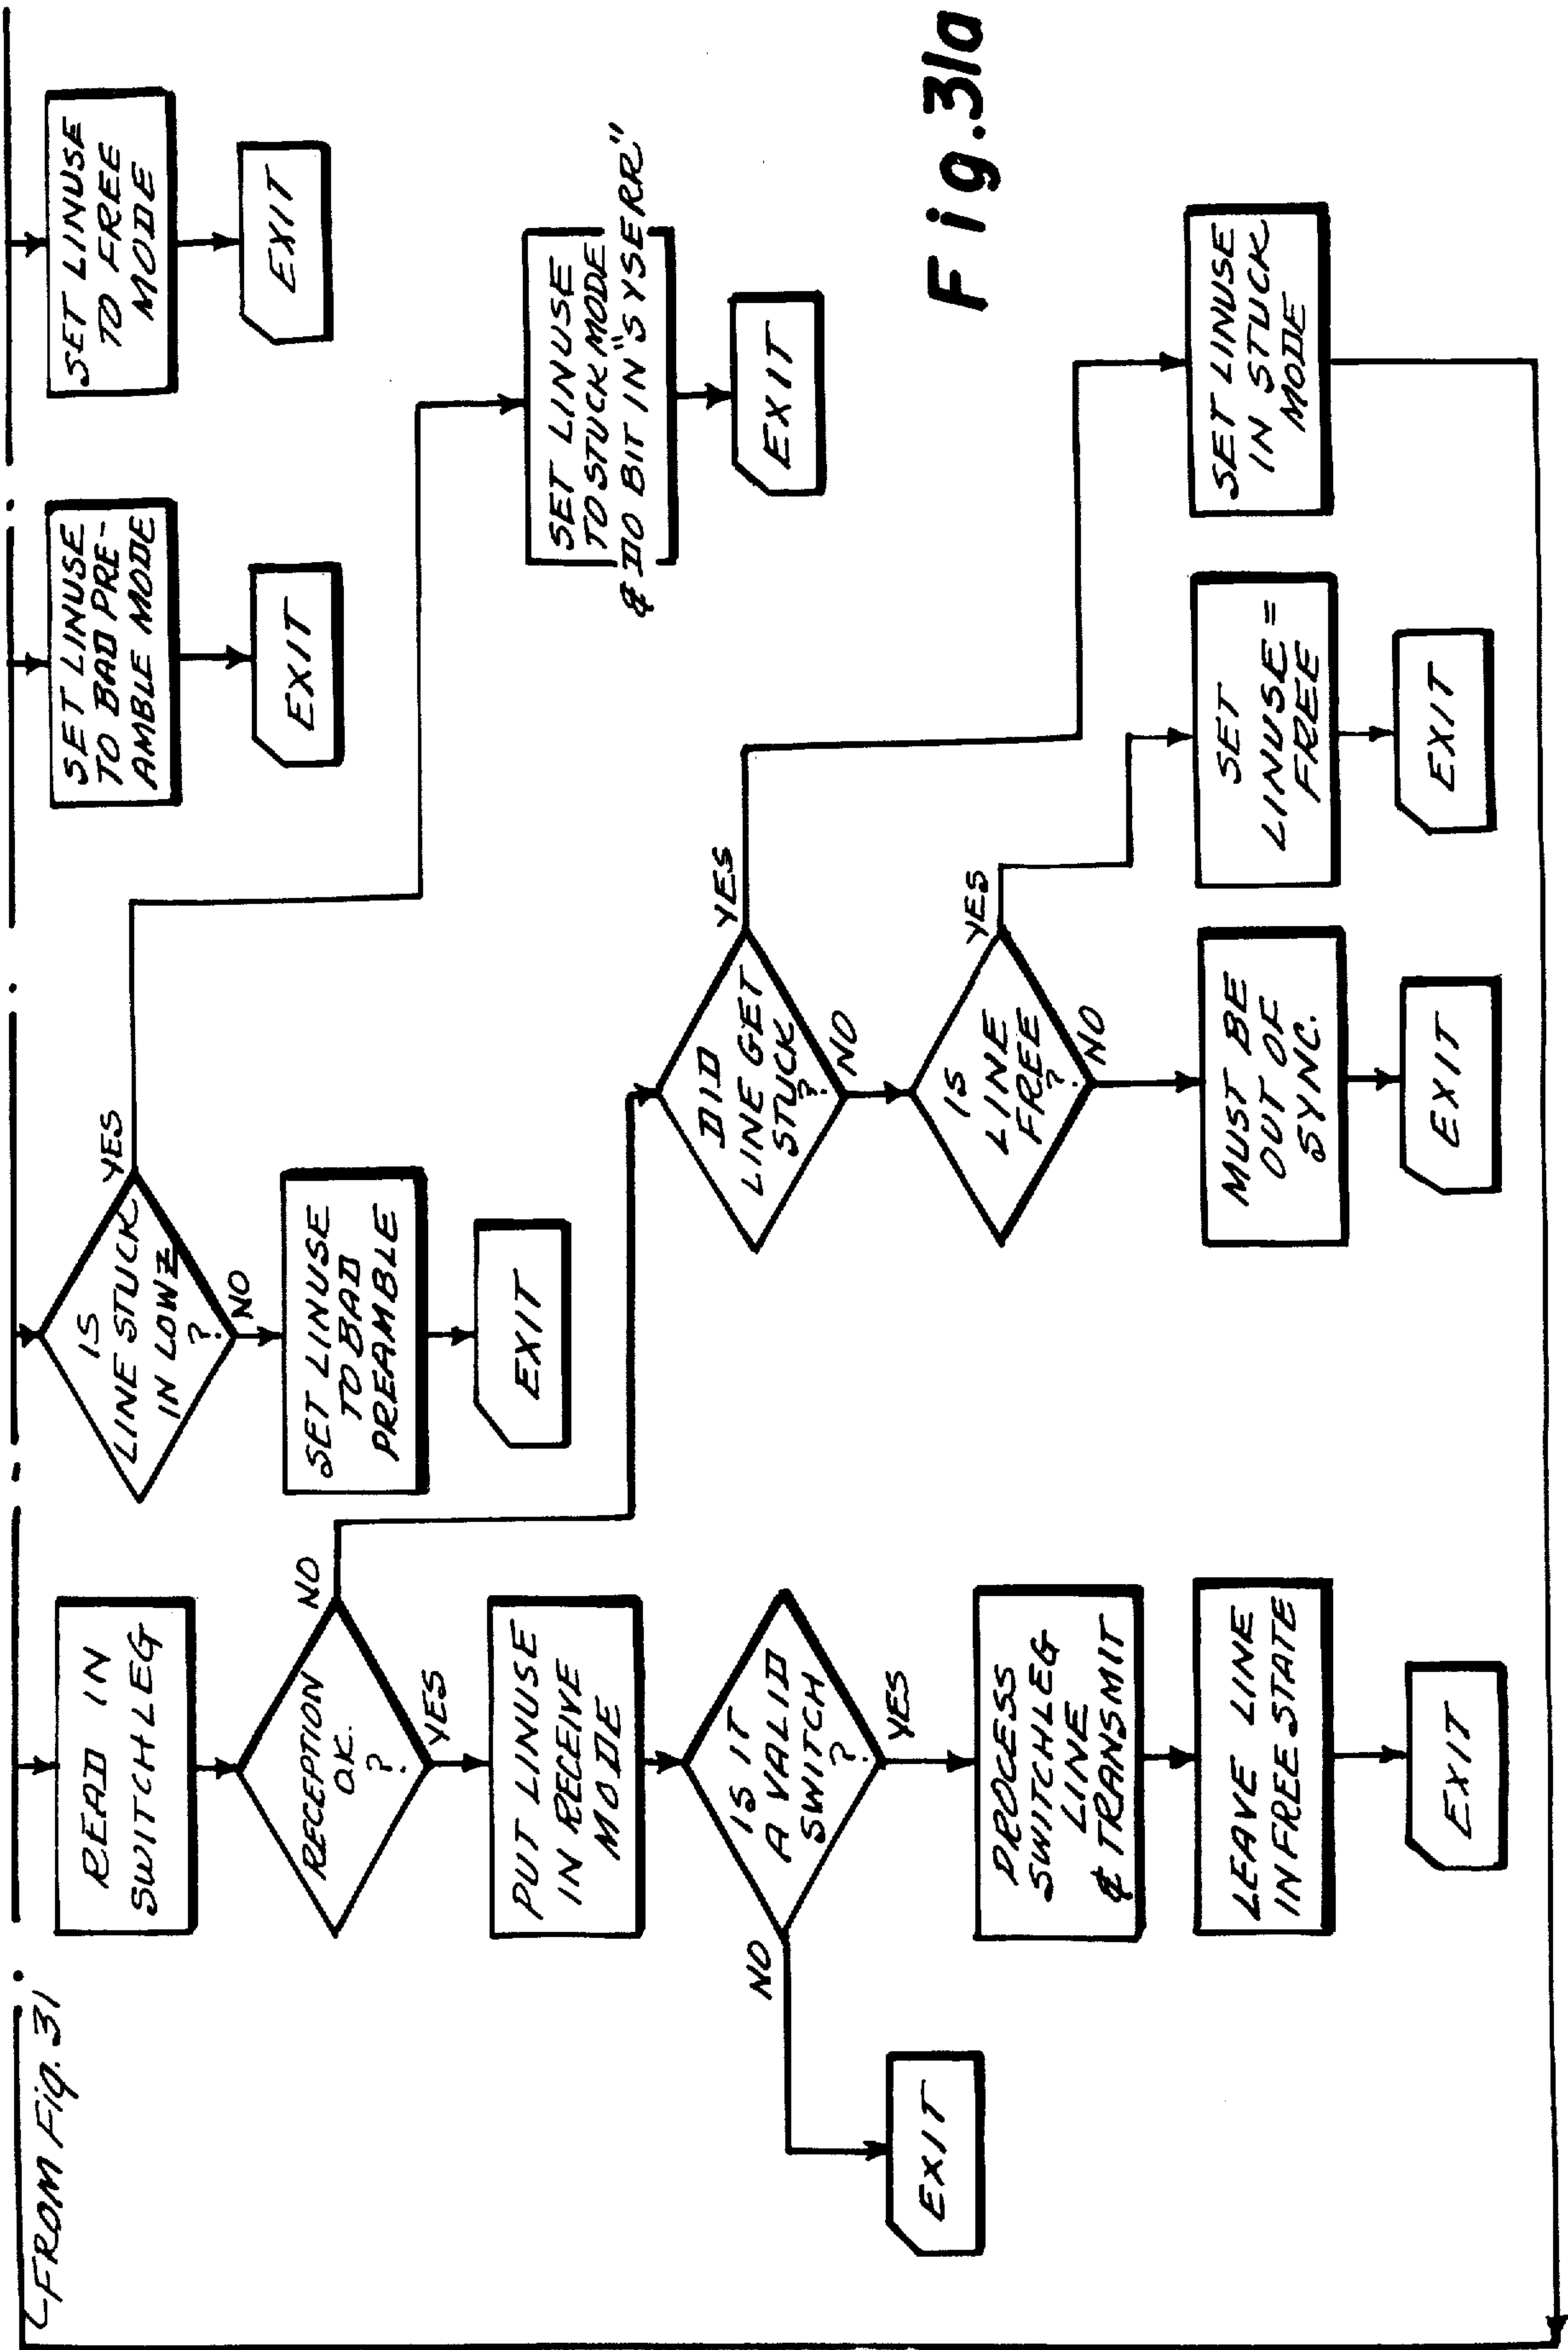 FROM Fig. 31
READ IN
SWITCHLEG
RECEPTION
O.K.
?
NO
YES
PUT LINUSE
IN RECEIVE
MODE
IS IT
A VALID
SWITCH
?
NO
EXIT
YES
PROCESS
SWITCHLEG
LINE
& TRANSMIT
LEAVE LINE
IN FREE STATE
EXIT
IS
LINE STUCK
IN LOW Z
?
YES
NO
SET LINUSE
TO BAD
PREAMBLE
EXIT
SET LINUSE
TO BAD PRE-
AMBLE MODE
EXIT
SET LINUSE
TO FREE
MODE
EXIT
SET LINUSE
TO STUCK MODE
& DO BIT IN "SYSERR"
EXIT
DID
LINE GET
STUCK
?
YES
NO
IS
LINE
FREE
?
YES
NO
MUST BE
OUT OF
SYNC.
EXIT
SET
LINUSE =
FREE
EXIT
SET LINUSE
IN STUCK
MODE
Fig. 31a